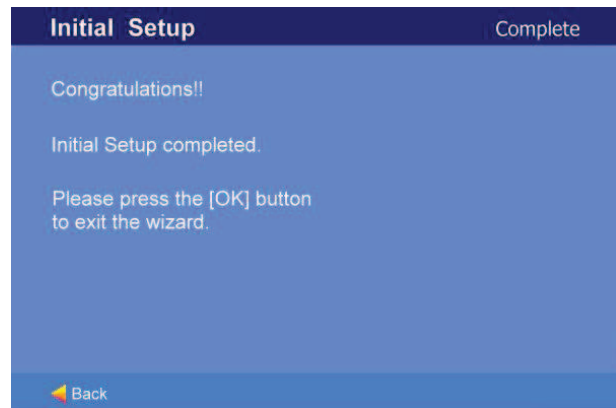 Initial Setup
Complete
Congratulations!!
Initial Setup completed.
Please press the [OK] button
to exit the wizard.
Back